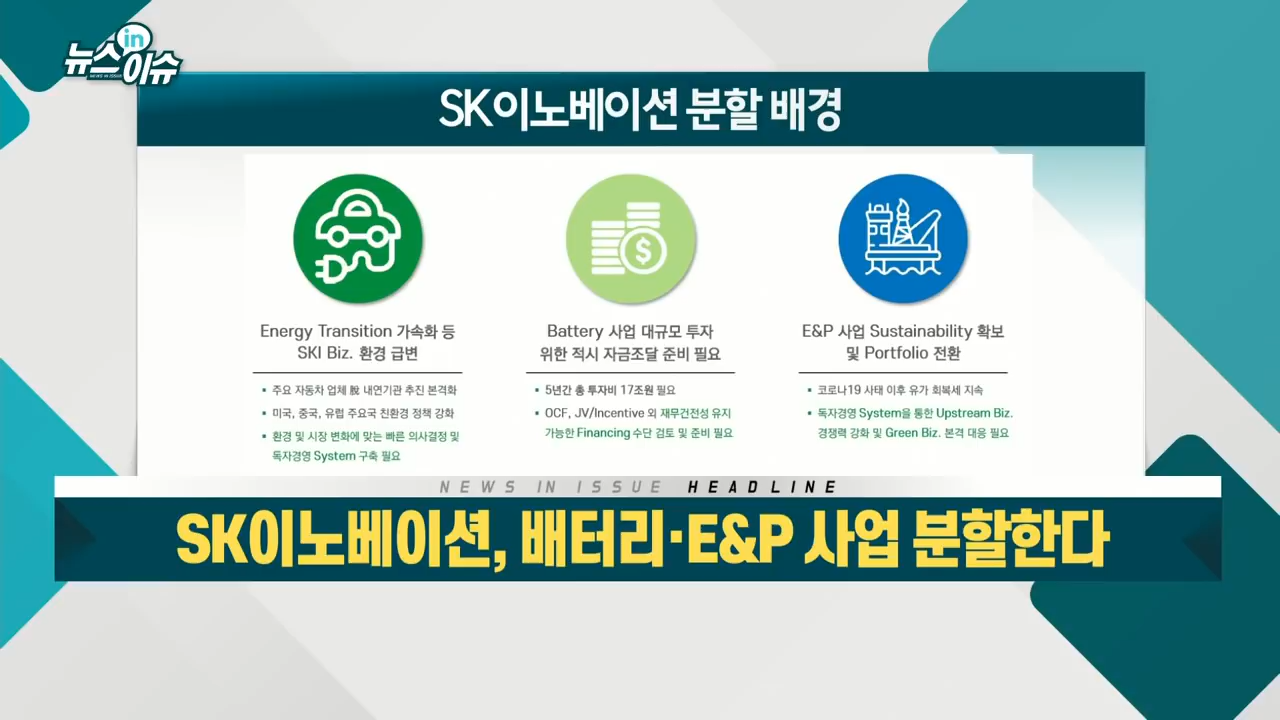 뉴스in이슈
NEWS IN ISSUE
SK이노베이션 분할 배경
$
Energy Transition 가속화 등
SKI Biz. 환경 급변
▪ 주요 자동차 업체 脫 내연기관 추진 본격화
▪ 미국, 중국, 유럽 주요국 친환경 정책 강화
▪ 환경 및 시장 변화에 맞는 빠른 의사결정 및
독자경영 System 구축 필요
Battery 사업 대규모 투자
위한 적시 자금조달 준비 필요
▪ 5년간 총 투자비 17조원 필요
▪ OCF, JV/Incentive 외 재무건전성 유지
가능한 Financing 수단 검토 및 준비 필요
E&P 사업 Sustainability 확보
및 Portfolio 전환
▪ 코로나19 사태 이후 유가 회복세 지속
▪ 독자경영 System을 통한 Upstream Biz.
경쟁력 강화 및 Green Biz. 본격 대응 필요
NEWS IN ISSUE HEADLINE
SK이노베이션, 배터리·E&P 사업 분할한다